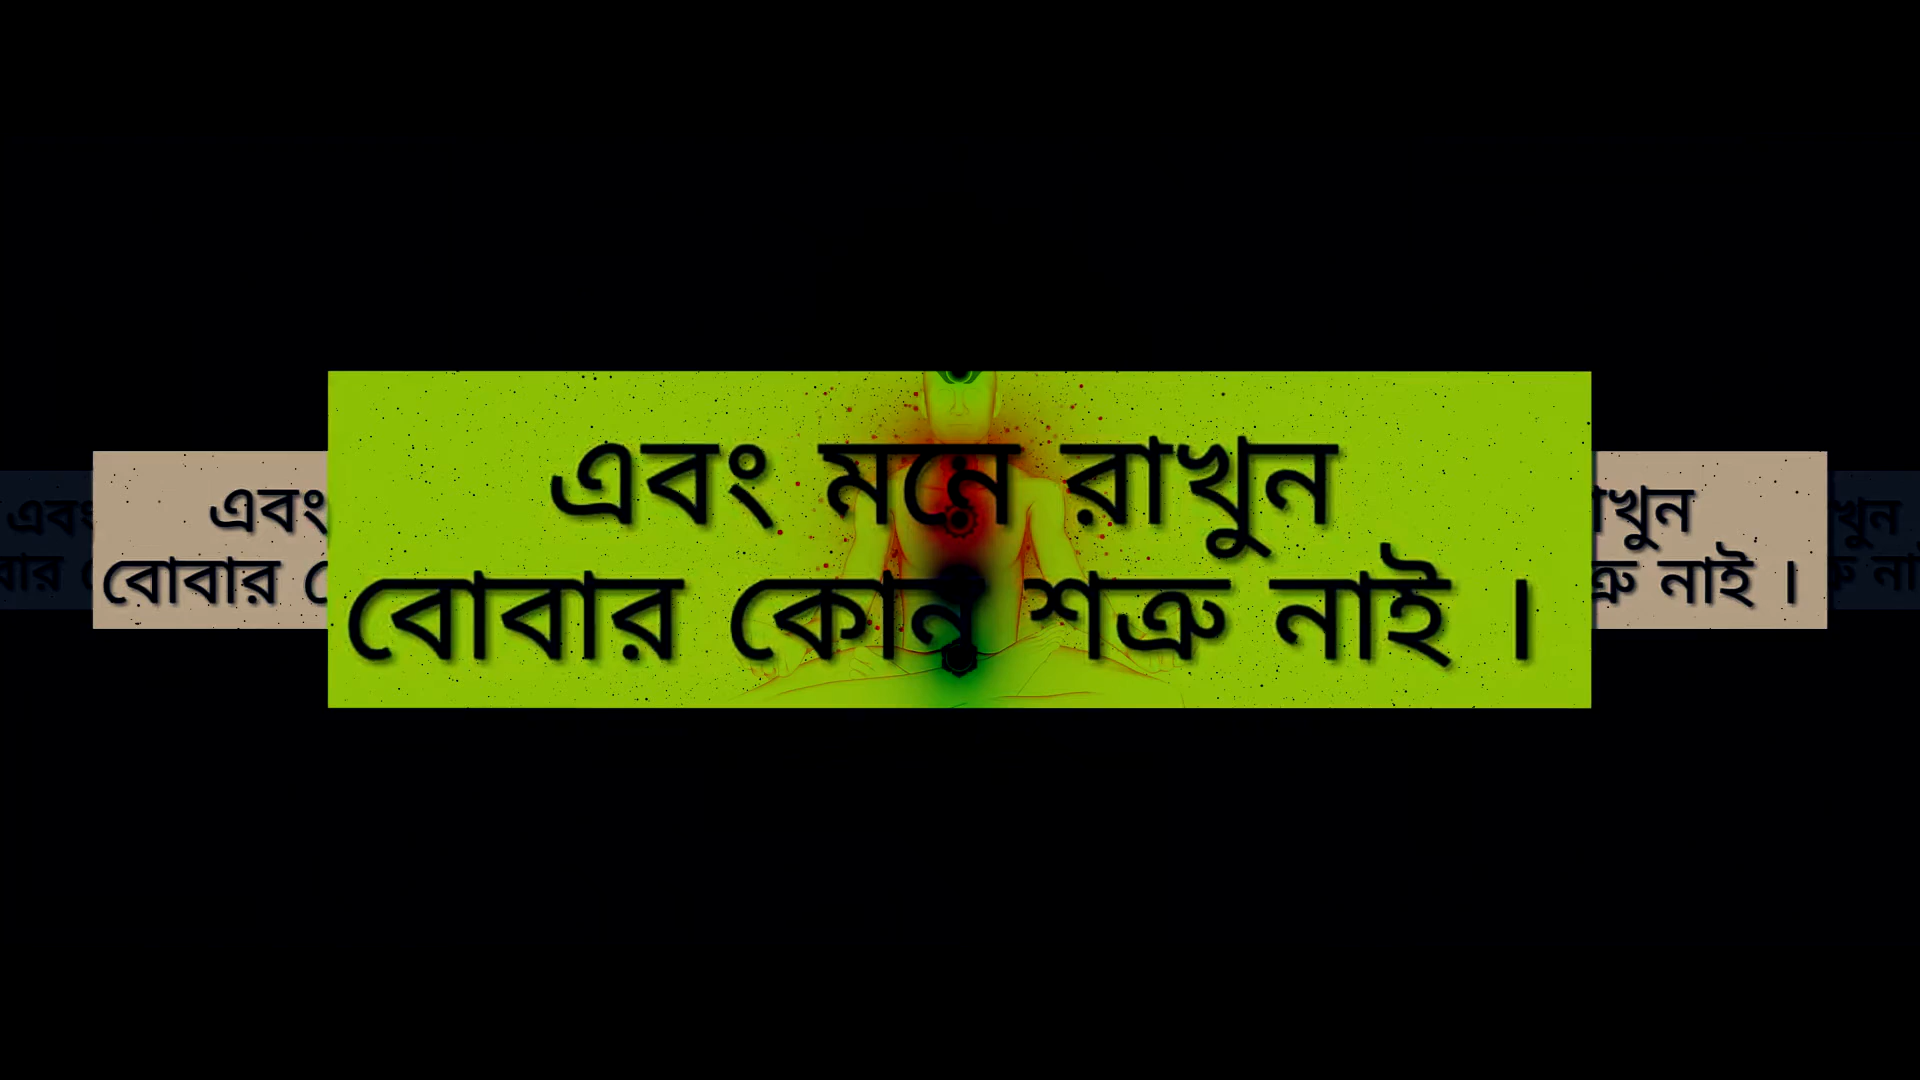 এবং মনে রাখুন
বোবার কোন শত্রু নাই ।